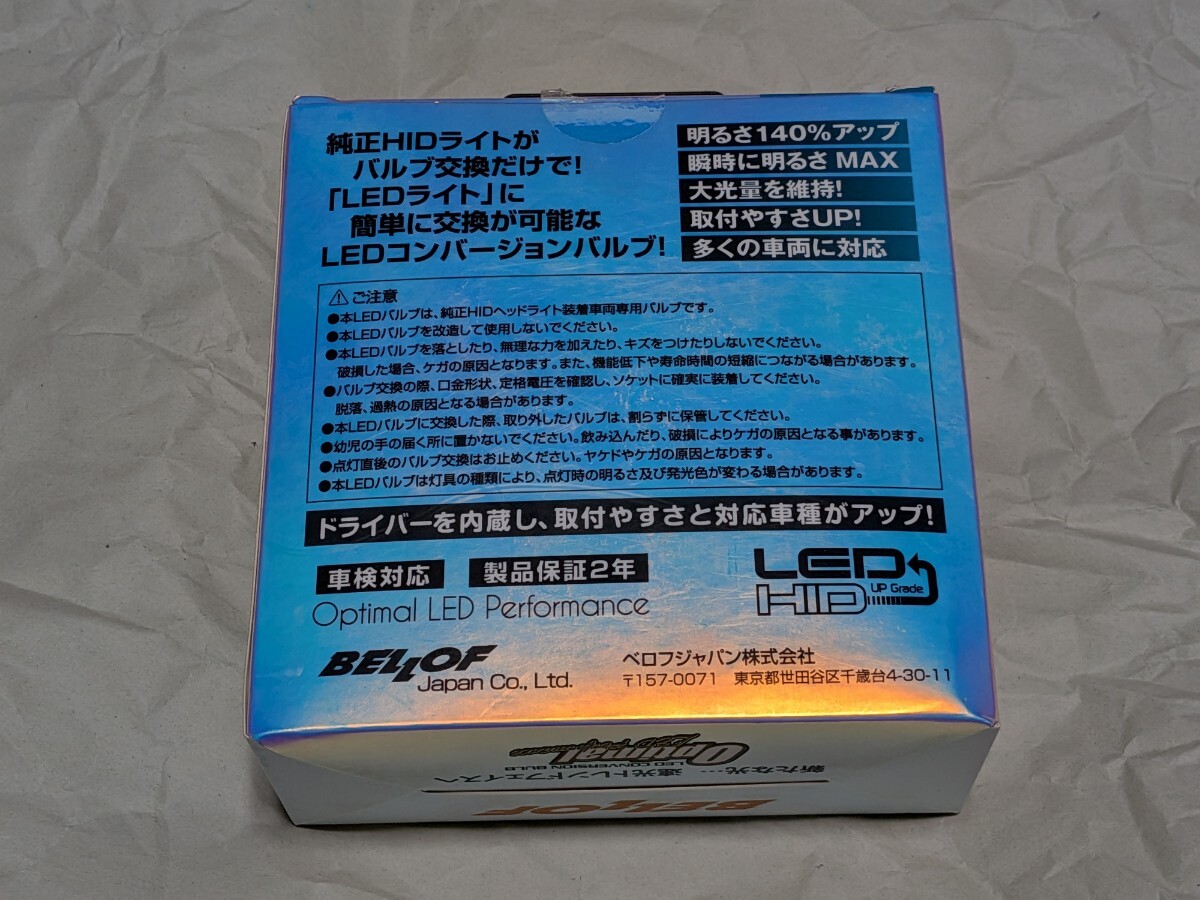 純正HIDライトが
バルブ交換だけで!
「LEDライト」に
簡単に交換が可能な
LEDコンバージョンバルブ!
明るさ140%アップ
瞬時に明るさ MAX
大光量を維持!
取付やすさUP!
多くの車両に対応
ご注意
●本LEDバルブは、純正HIDヘッドライト装着車両専用バルブです。
●本LEDバルブを改造して使用しないでください。
●本LEDバルブを落としたり、無理な力を加えたり、キズをつけたりしないでください。
破損した場合、ケガの原因となります。また、機能低下や寿命時間の短縮につながる場合があります。
●バルブ交換の際、口金形状、定格電圧を確認し、ソケットに確実に装着してください。
脱落、過熱の原因となる場合があります。
●本LEDバルブに交換した際、取り外したバルブは、割らずに保管してください。
●幼児の手の届く所に置かないでください。飲み込んだり、破損によりケガの原因となる事があります。
●点灯直後のバルブ交換はお止めください。ヤケドやケガの原因となります。
●本LEDバルブは灯具の種類により、点灯時の明るさ及び発光色が変わる場合があります。
ドライバーを内蔵し、取付やすさと対応車種がアップ!
車検対応
製品保証2年
Optimal LED Performance
LED
HID UP Grade
BELLOF
Japan Co., Ltd.
ベロフジャパン株式会社
〒157-0071 東京都世田谷区千歳台4-30-11
BELLOF
新たな光… 遠光トレンドフェイスへ
LED CONVERSION BULB
Optimal
LED Performance